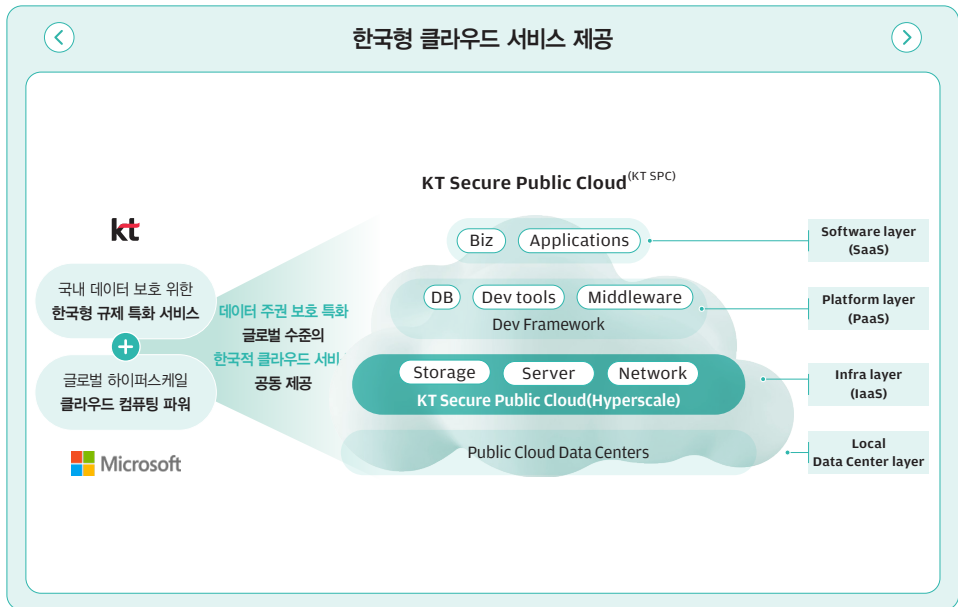 한국형 클라우드 서비스 제공
KT Secure Public Cloud(KT SPC)
kt
국내 데이터 보호 위한
한국형 규제 특화 서비스
+
글로벌 하이퍼스케일
클라우드 컴퓨팅 파워
Microsoft
데이터 주권 보호 특화
글로벌 수준의
한국적 클라우드 서비
공동 제공
Biz Applications
DB Dev tools Middleware
Dev Framework
Storage Server Network
KT Secure Public Cloud(Hyperscale)
Public Cloud Data Centers
Software layer
(SaaS)
Platform layer
(PaaS)
Infra layer
(IaaS)
Local
Data Center layer